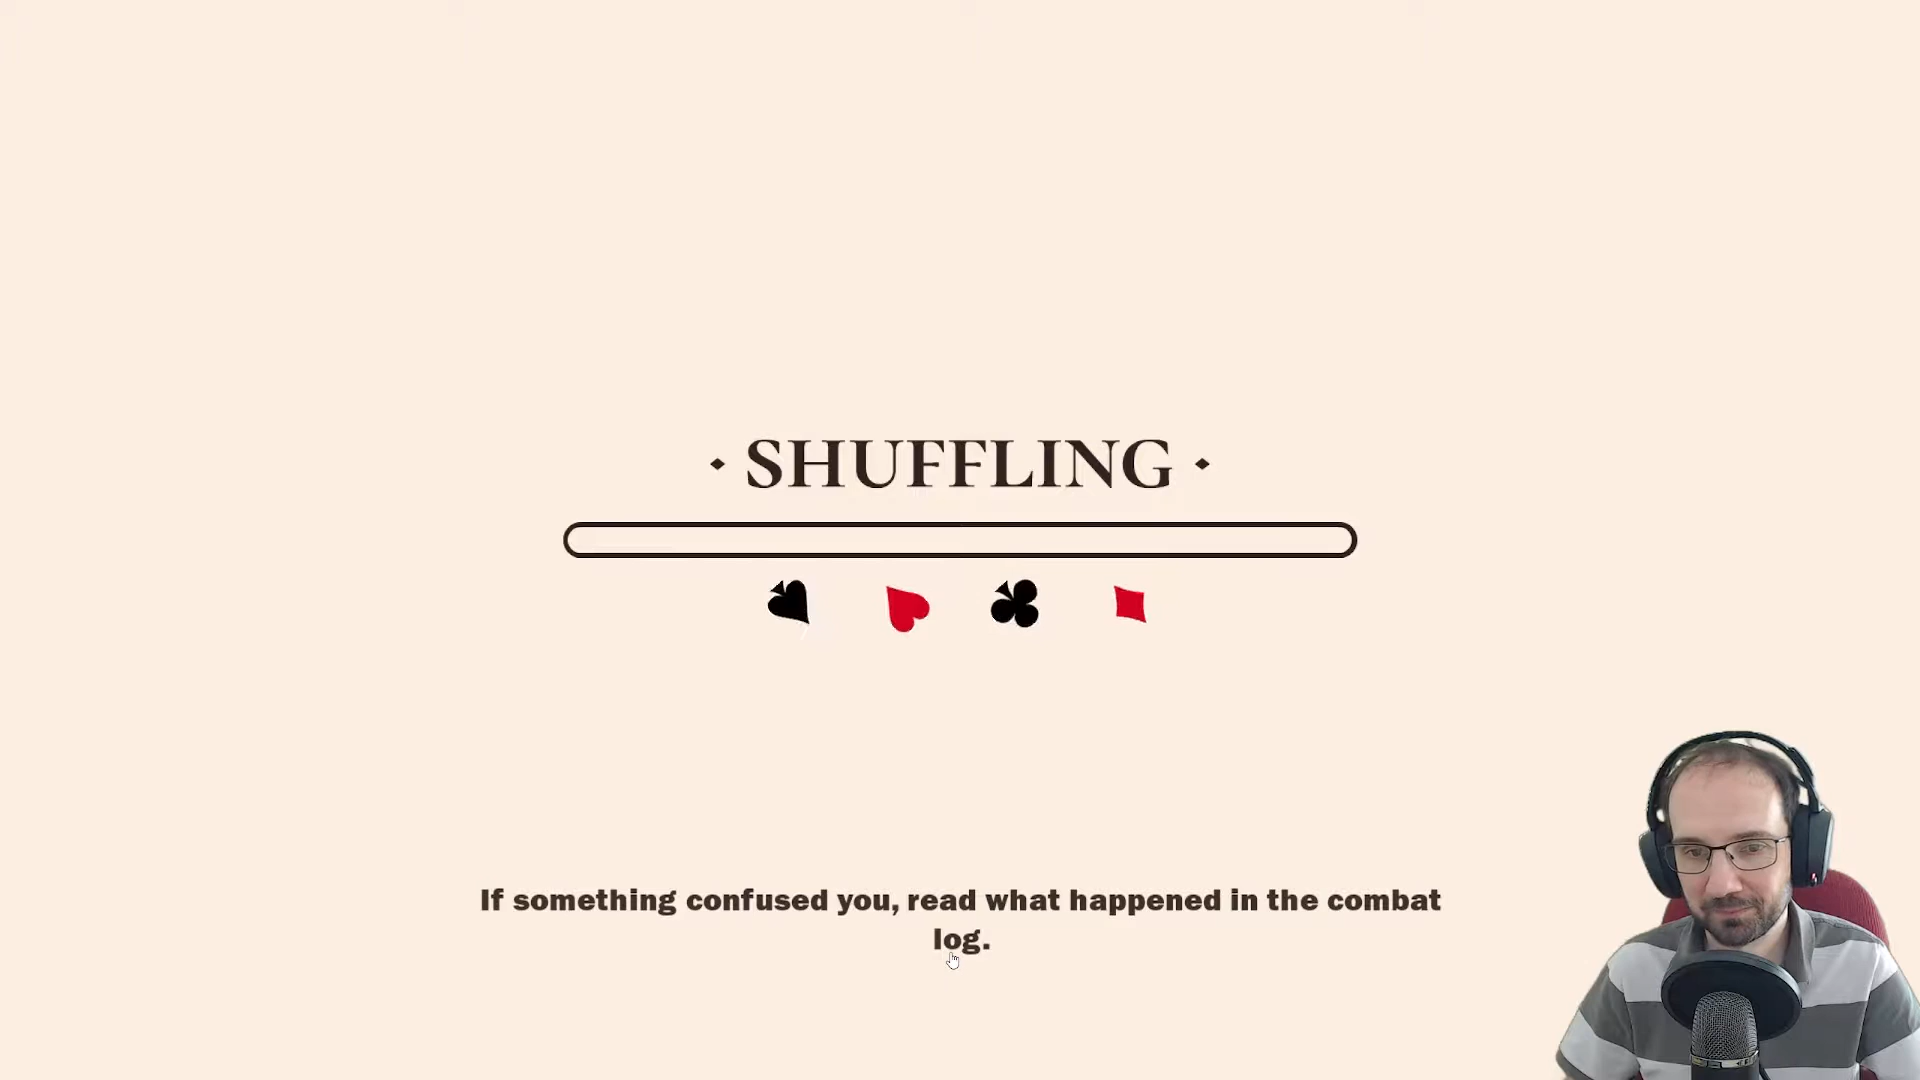 SHUFFLING
If something confused you, read what happened in the combat
log.